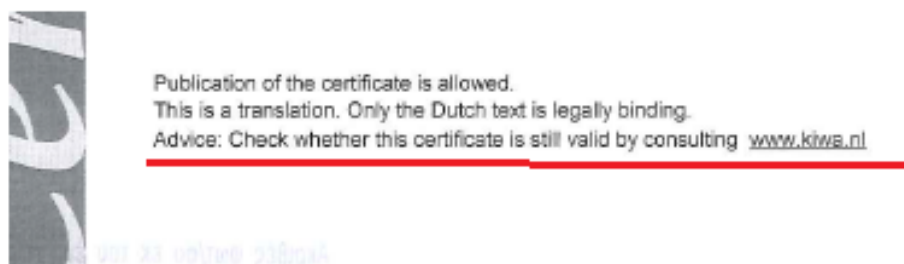 Publication of the certificate is allowed.
This is a translation. Only the Dutch text is legally binding.
Advice: Check whether this certificate is still valid by consulting www.kiwa.nl